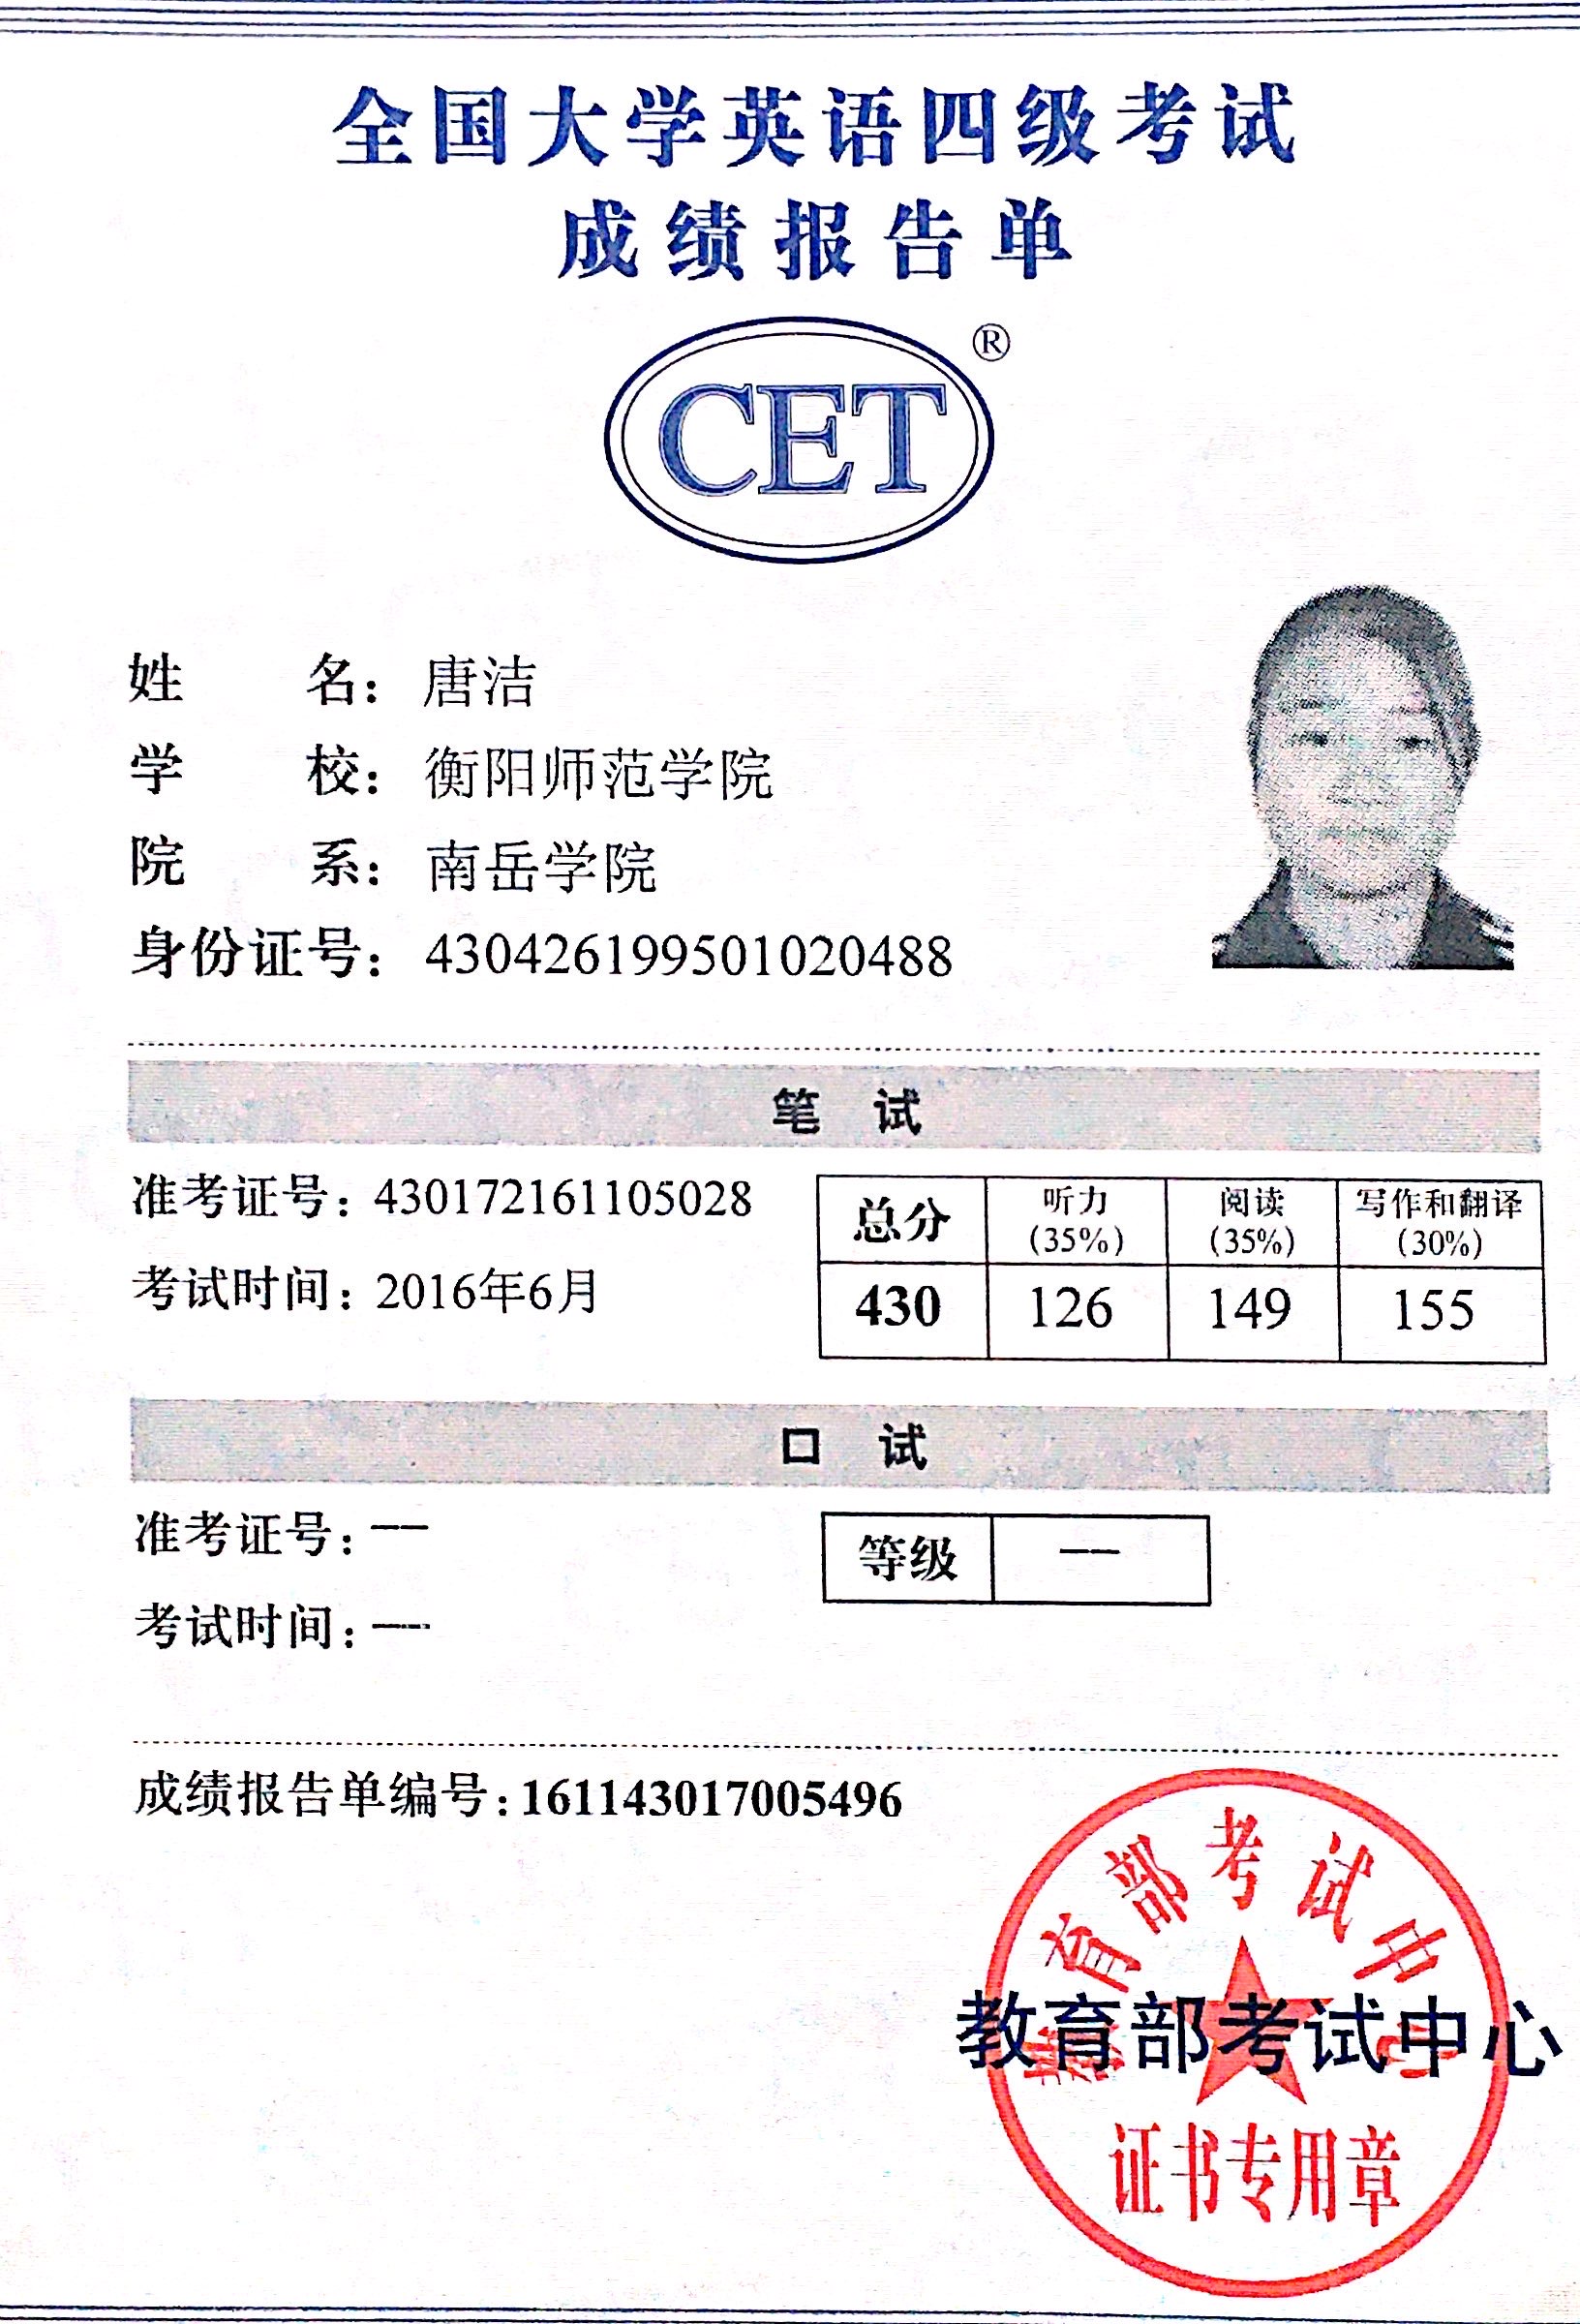 全国大学英语四级考试
成绩报告单
CET®
姓 名：唐洁
学 校：衡阳师范学院
院 系：南岳学院
身份证号：430426199501020488
笔 试
准考证号：430172161105028
考试时间：2016年6月
总分 听力(35%) 阅读(35%) 写作和翻译(30%)
430 126 149 155
口 试
准考证号：——
考试时间：——
等级 ——
成绩报告单编号：161143017005496
教育部考试中心
教育部考试中心
证书专用章